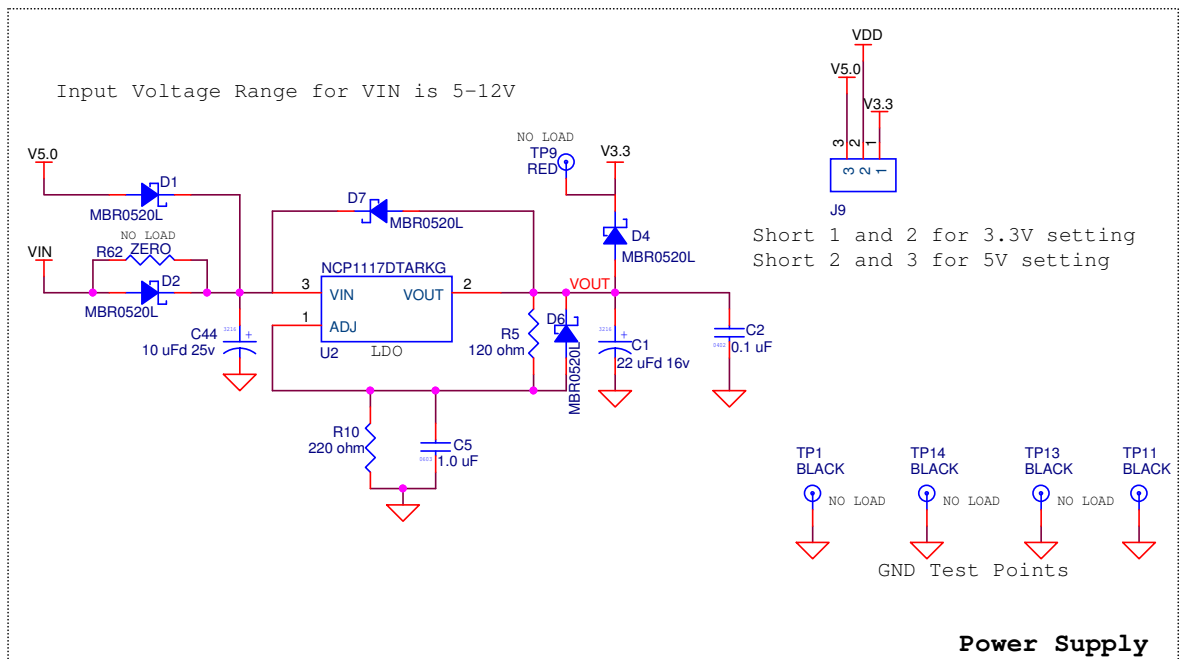 VDD
V5.0
V3.3
Input Voltage Range for VIN is 5-12V
NO LOAD
TP9
RED
V3.3
3 2 1
3 2 1
J9
V5.0
D1
MBR0520L
D7
MBR0520L
D4
MBR0520L
Short 1 and 2 for 3.3V setting
Short 2 and 3 for 5V setting
NO LOAD
R62 ZERO
VIN
D2
MBR0520L
NCP1117DTARKG
3 VIN VOUT 2
1 ADJ
U2 LDO
VOUT
3216 +
C44
10 uFd 25v
R5
120 ohm
D6
MBR0520L
3216 +
C1
22 uFd 16v
C2
0402 0.1 uF
R10
220 ohm
C5
0603 1.0 uF
TP1
BLACK
NO LOAD
TP14
BLACK
NO LOAD
TP13
BLACK
NO LOAD
TP11
BLACK
GND Test Points
Power Supply